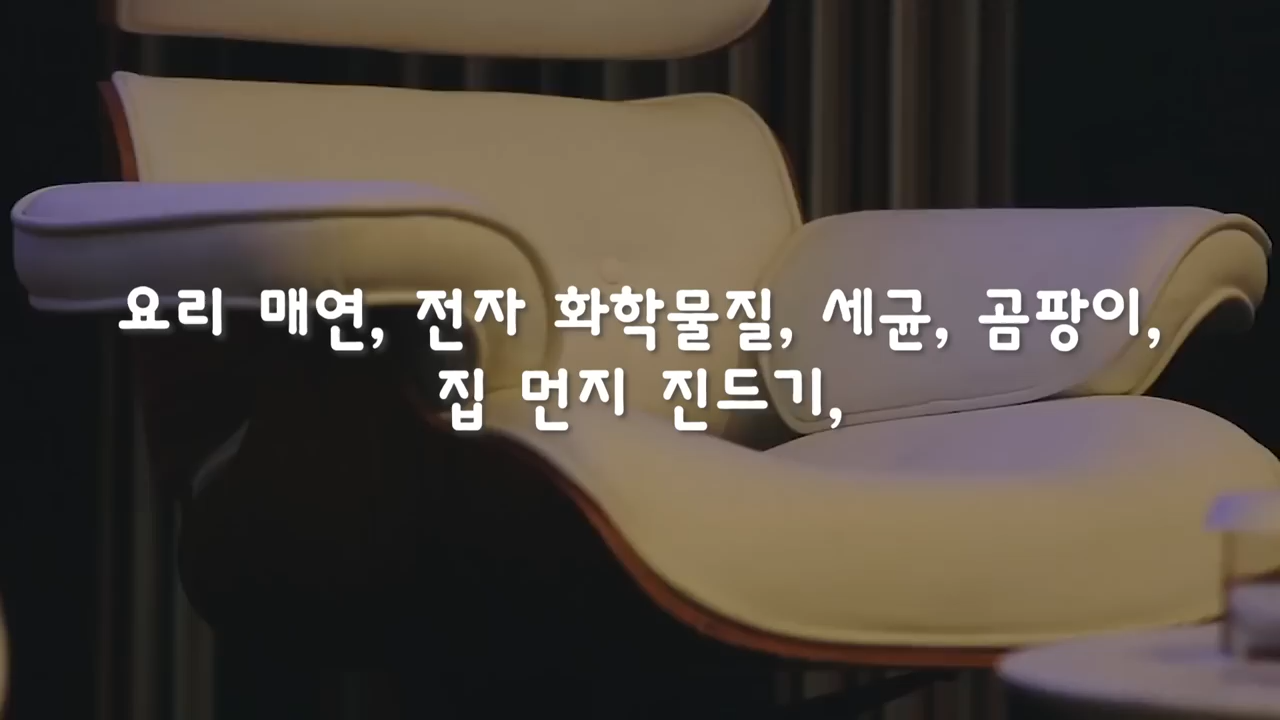 요리 매연, 전자 화학물질, 세균, 곰팡이,
집 먼지 진드기,